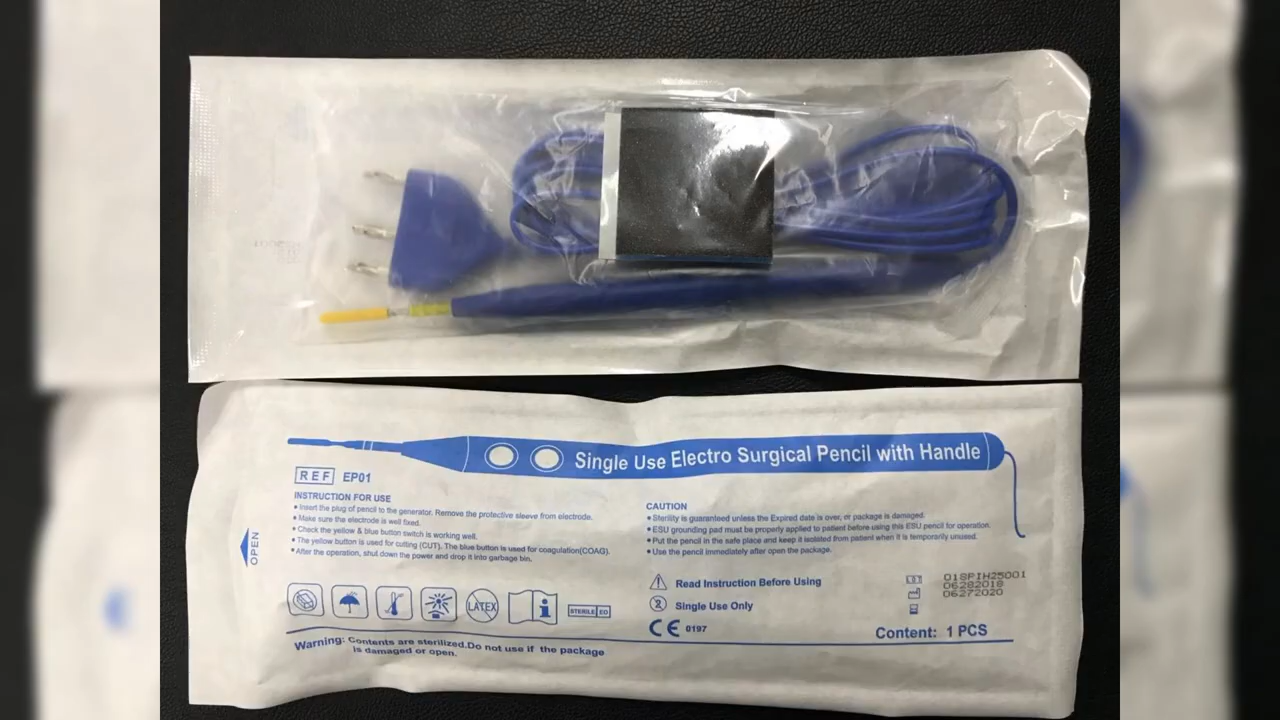 Single Use Electro Surgical Pencil with Handle
REF EP01
INSTRUCTION FOR USE
• Insert the plug of pencil to the generator. Remove the protective sleeve from electrode.
• Make sure the electrode is well fixed.
• Check the yellow & blue button switch is working well.
• The yellow button is used for cutting (CUT). The blue button is used for coagulation(COAG).
• After the operation, shut down the power and drop it into garbage bin.
OPEN
CAUTION
• Sterility is guaranteed unless the Expired date is over, or package is damaged.
• ESU grounding pad must be properly applied to patient before using this ESU pencil for operation.
• Put the pencil in the safe place and keep it isolated from patient when it is temporarily unused.
• Use the pencil immediately after open the package.
LATEX
STERILE EO
Read Instruction Before Using
2 Single Use Only
CE 0197
LOT 018PIH25001
06282018
06272020
Content: 1 PCS
Warning: Contents are sterilized.Do not use if the package
is damaged or open.